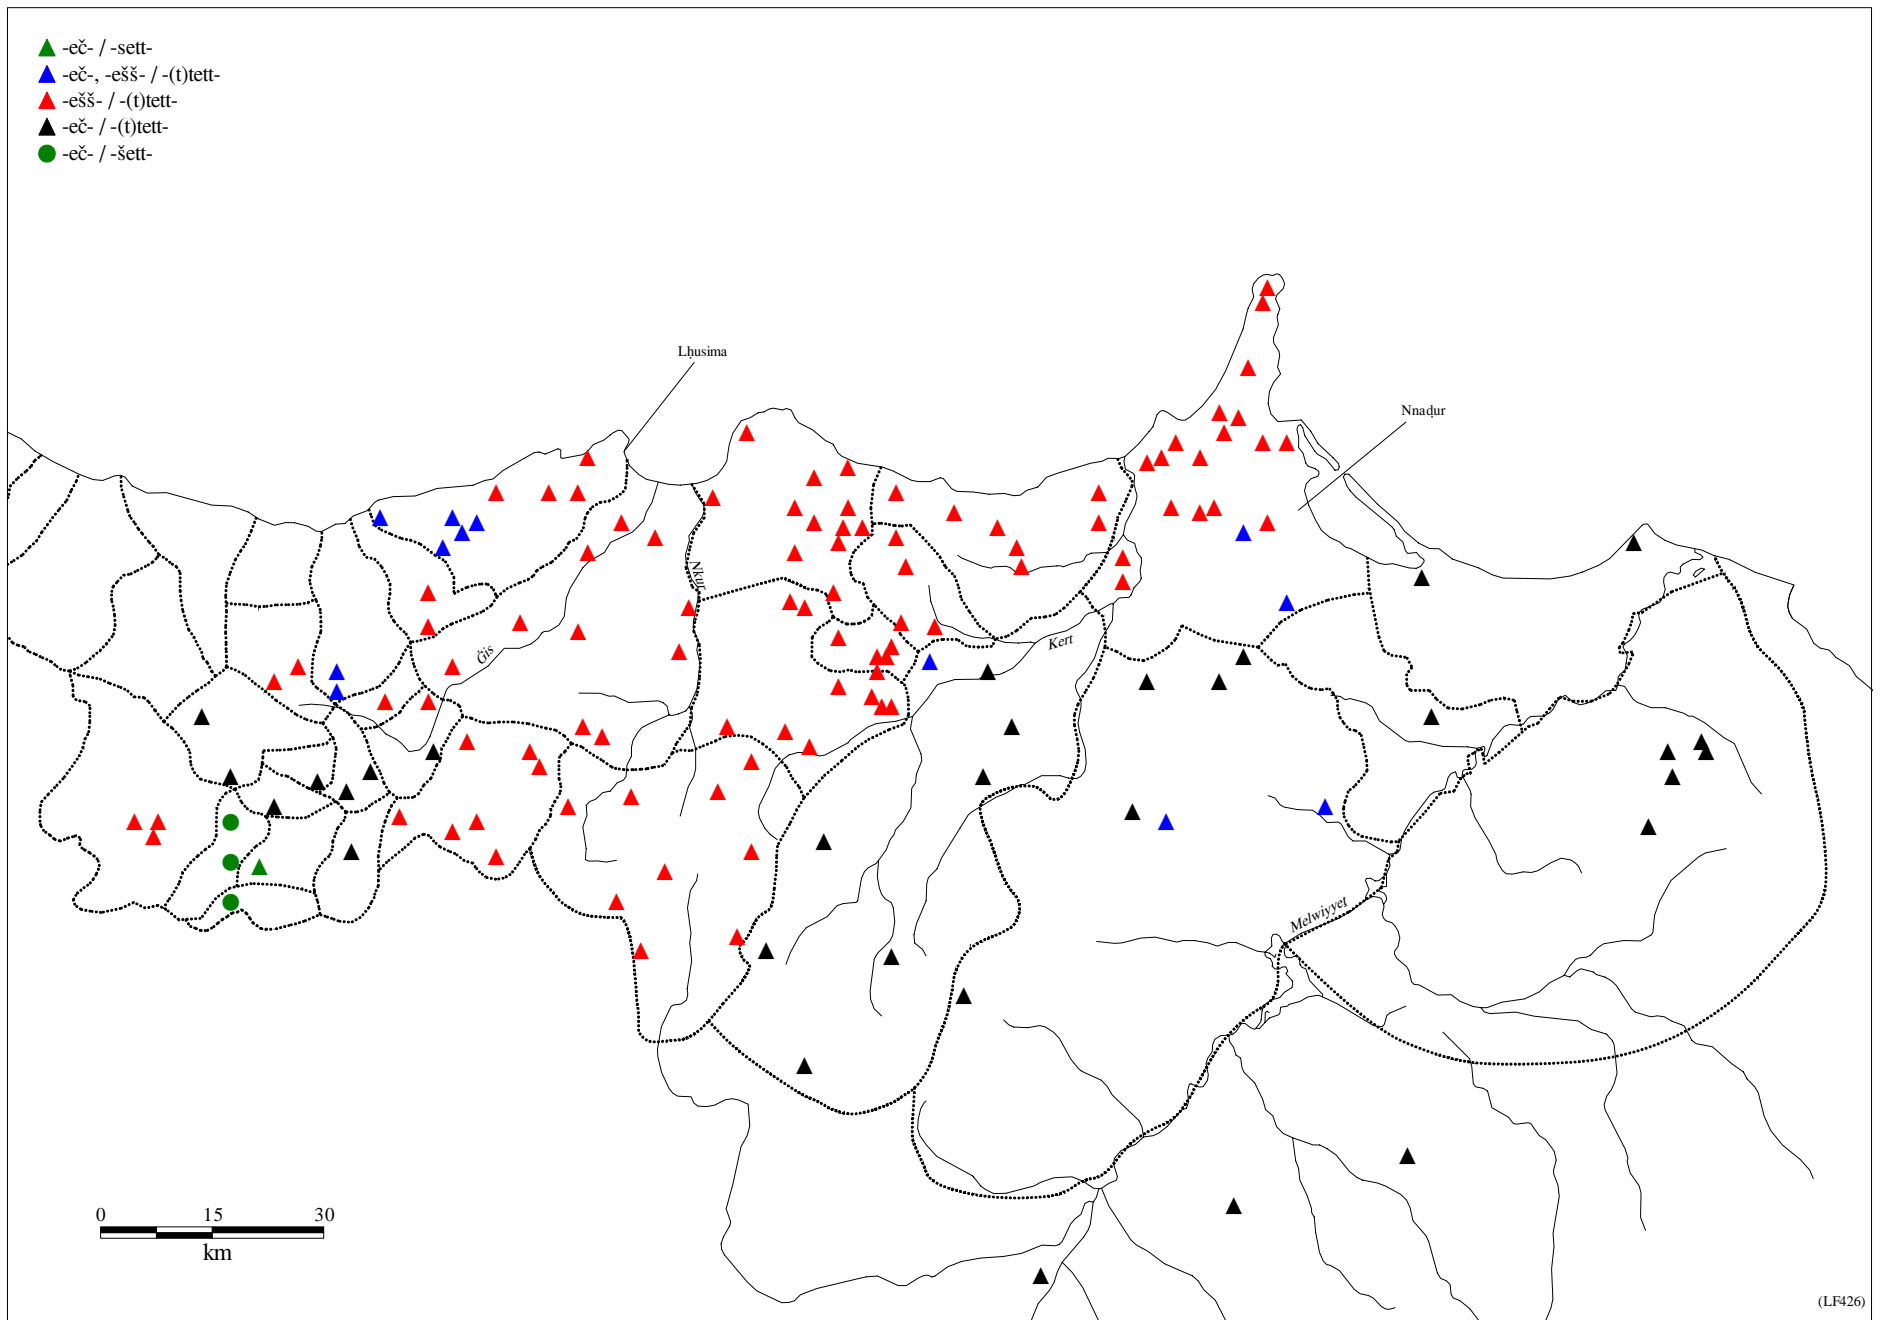 -eč- / -sett-
-eč-, -ešš- / -(t)tett-
-ešš- / -(t)tett-
-eč- / -(t)tett-
-eč- / -šett-
Lḥusima
Nnaḍur
Nkur
Kert
Ġis
Melwiyyet
0 15 30
km
(LF426)